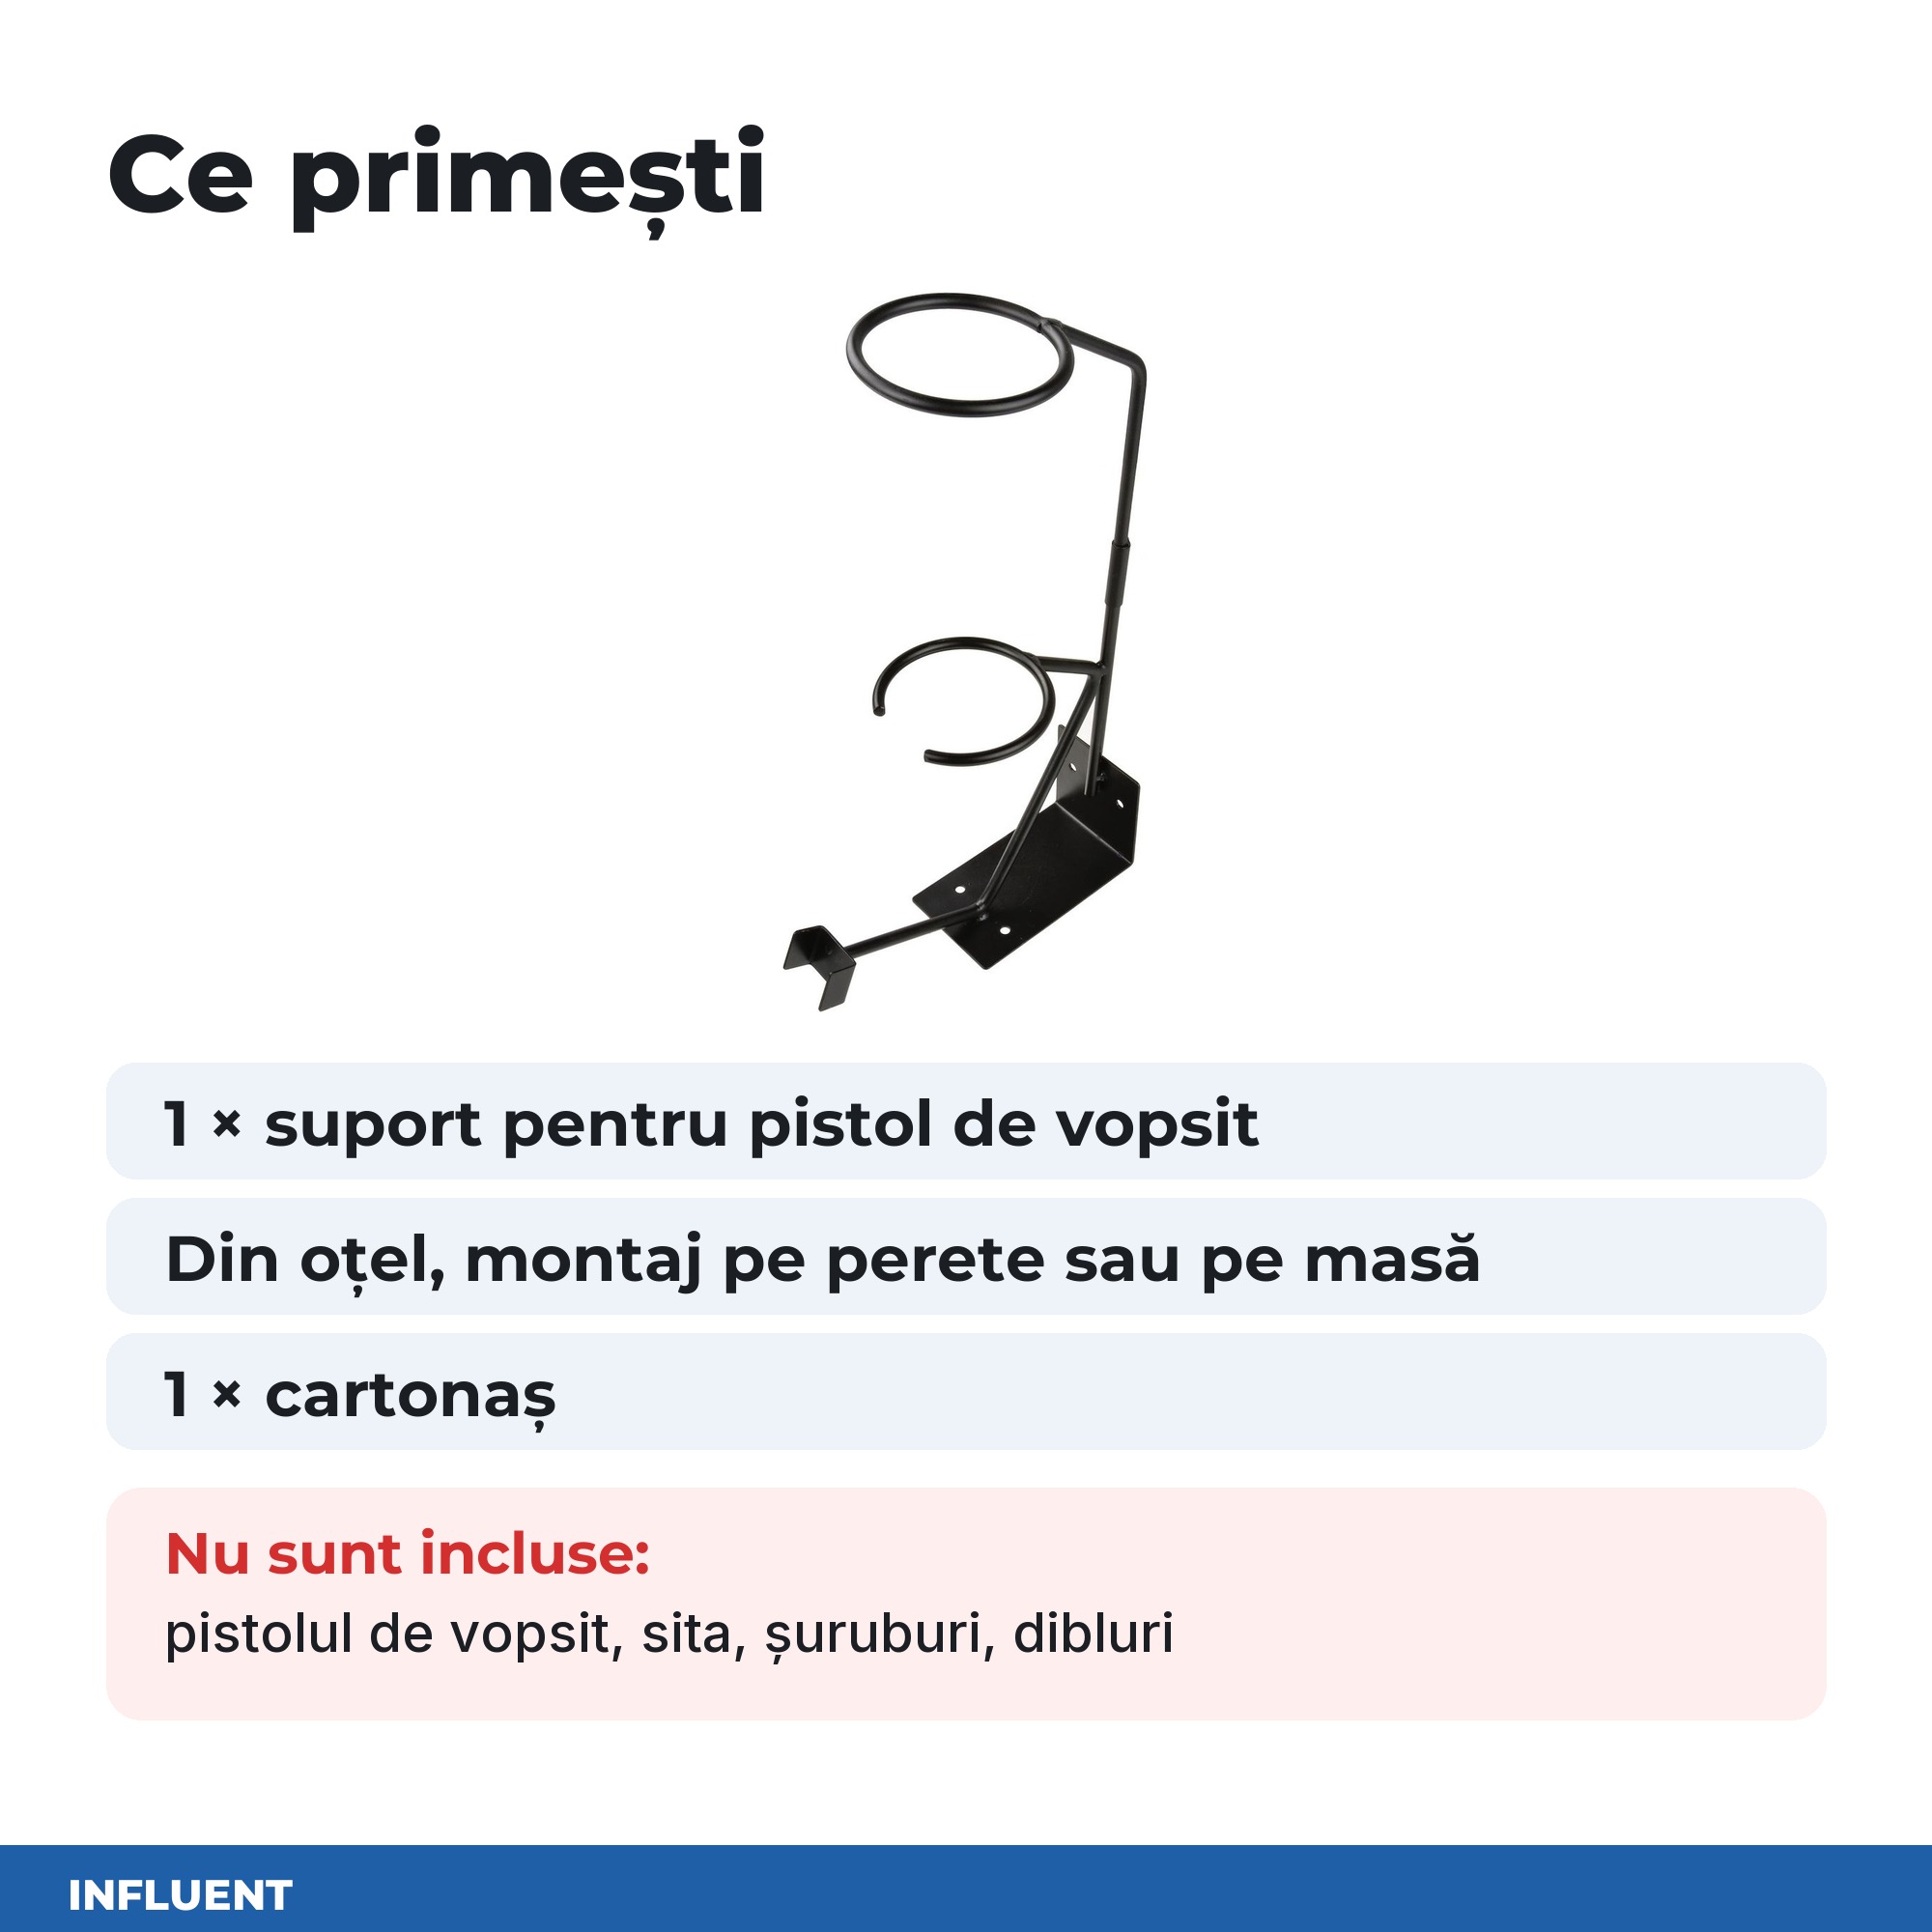 Ce primești
1 × suport pentru pistol de vopsit
Din oțel, montaj pe perete sau pe masă
1 × cartonaș
Nu sunt incluse:
pistolul de vopsit, sita, șuruburi, dibluri
INFLUENT